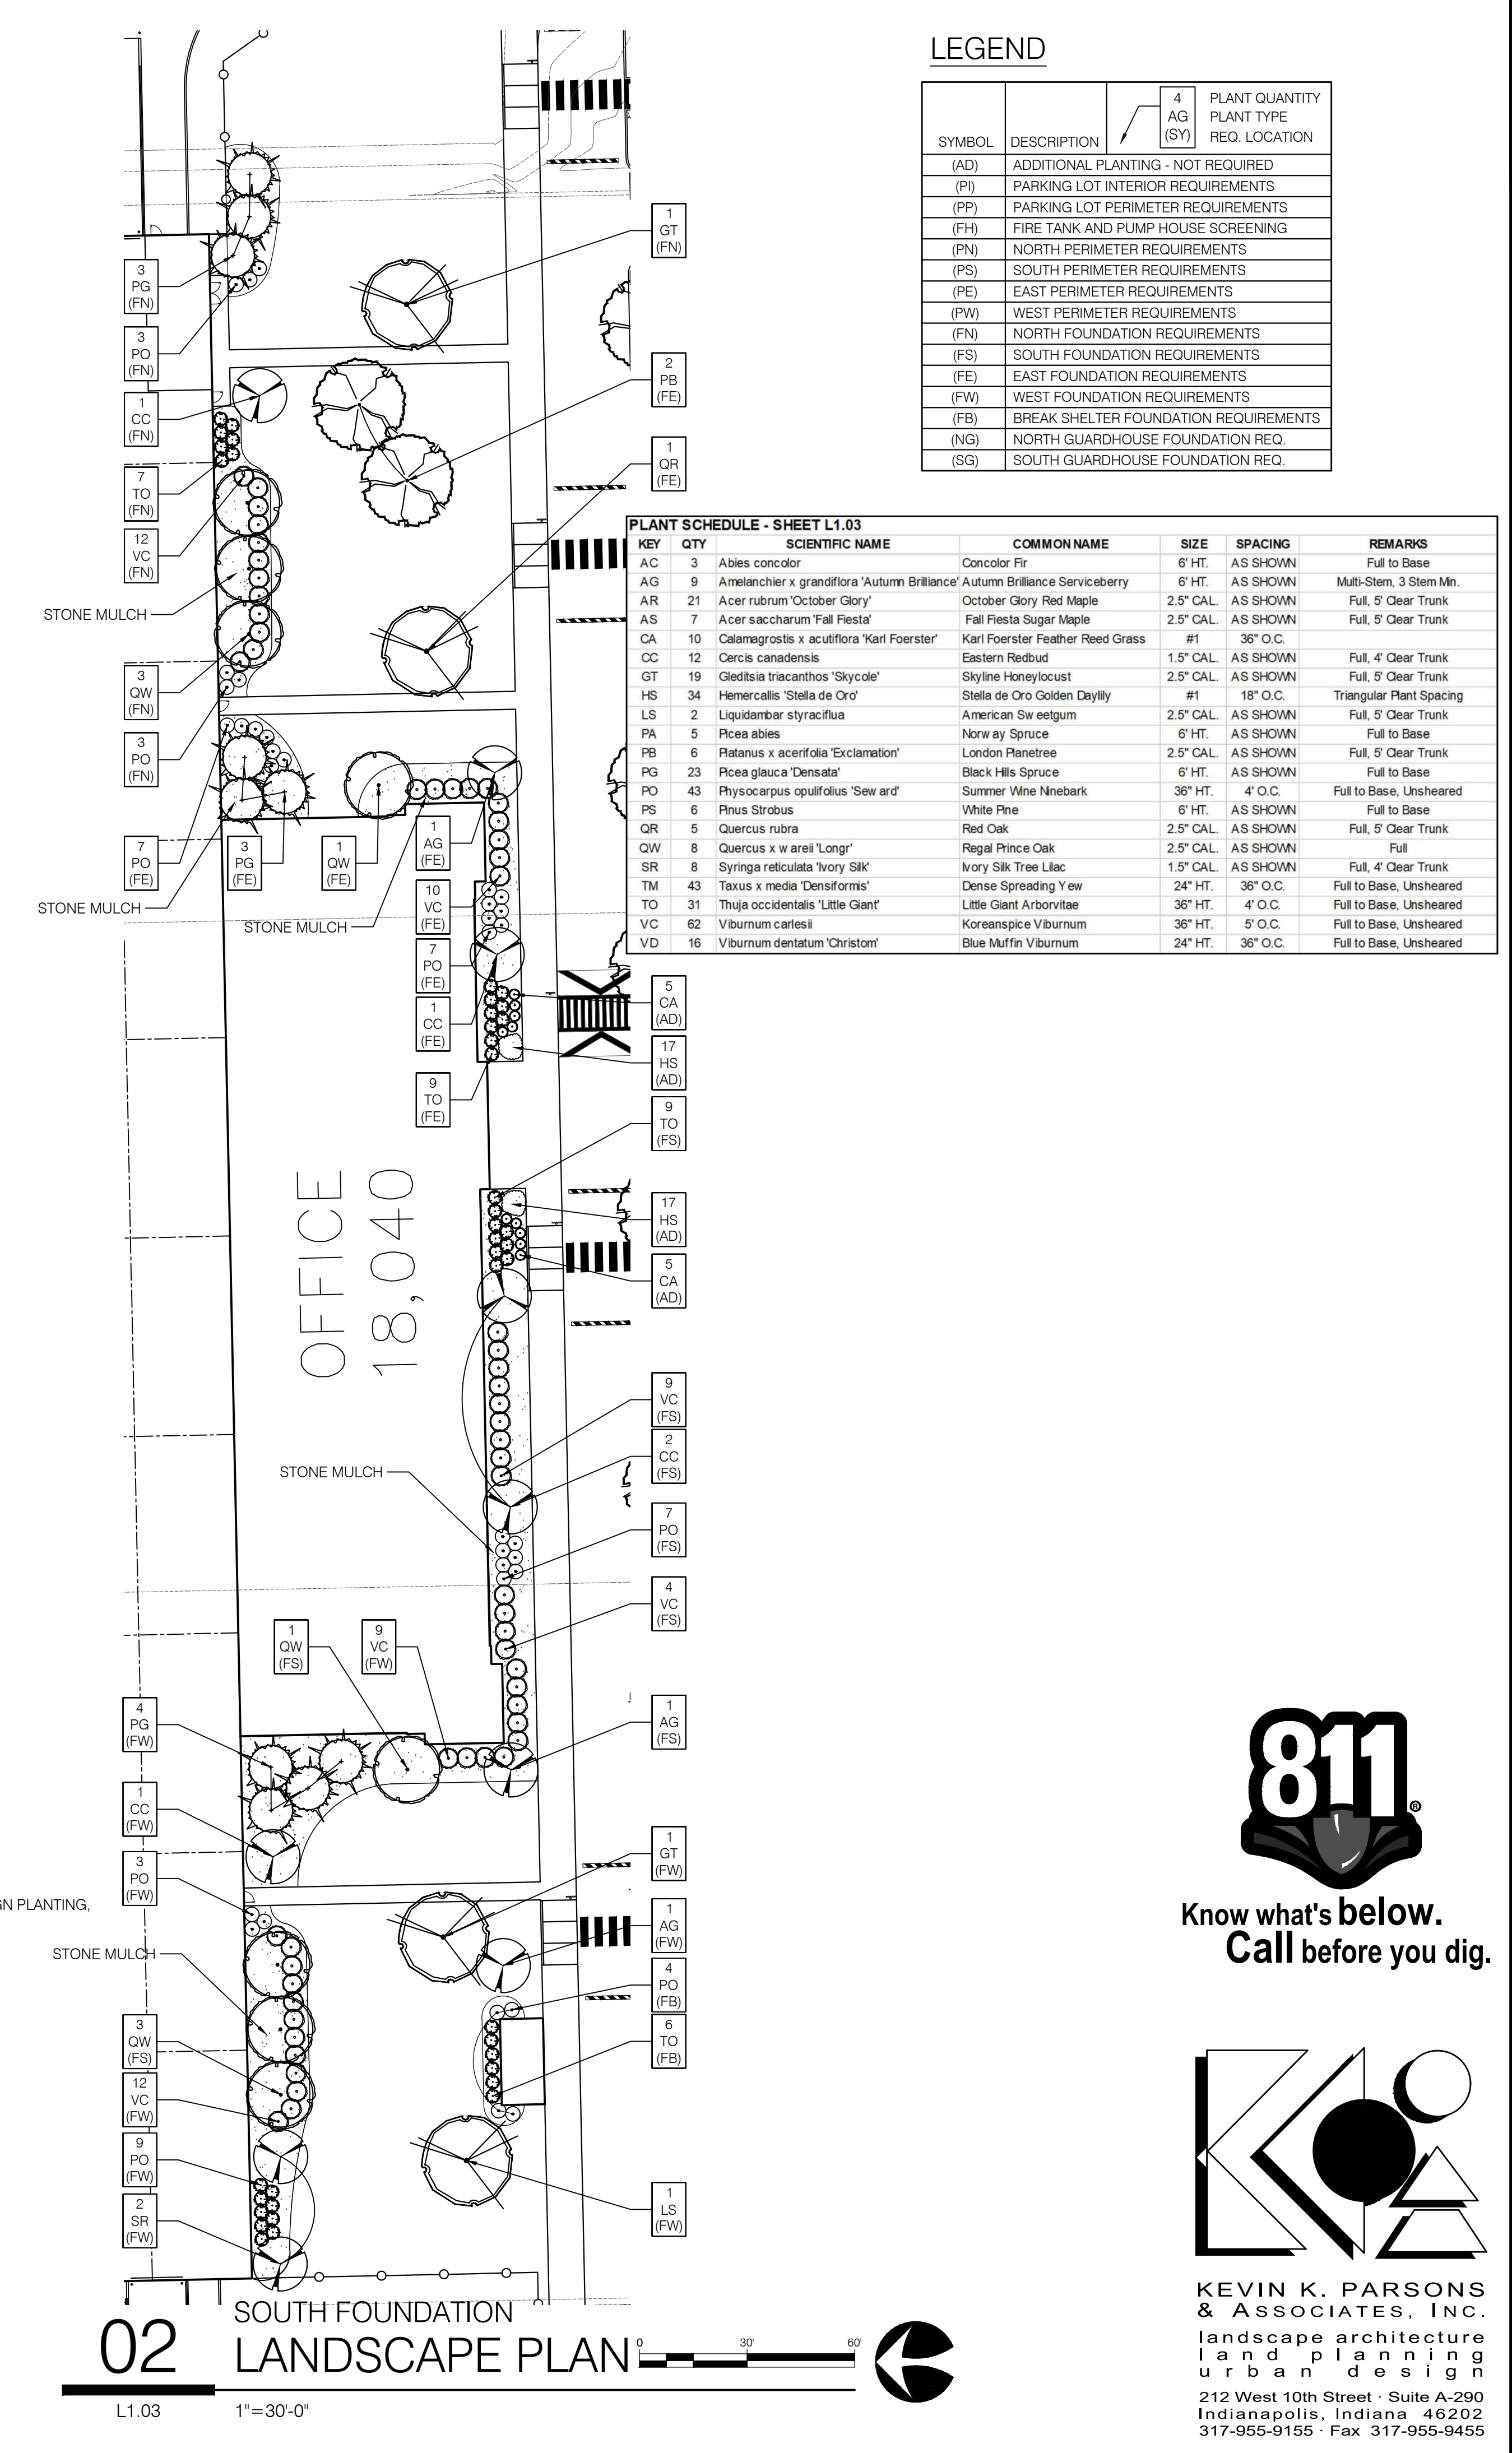 LEGEND
SYMBOL DESCRIPTION
4 PLANT QUANTITY
AG PLANT TYPE
(SY) REQ. LOCATION
(AD) ADDITIONAL PLANTING - NOT REQUIRED
(PI) PARKING LOT INTERIOR REQUIREMENTS
(PP) PARKING LOT PERIMETER REQUIREMENTS
(FH) FIRE TANK AND PUMP HOUSE SCREENING
(PN) NORTH PERIMETER REQUIREMENTS
(PS) SOUTH PERIMETER REQUIREMENTS
(PE) EAST PERIMETER REQUIREMENTS
(PW) WEST PERIMETER REQUIREMENTS
(FN) NORTH FOUNDATION REQUIREMENTS
(FS) SOUTH FOUNDATION REQUIREMENTS
(FE) EAST FOUNDATION REQUIREMENTS
(FW) WEST FOUNDATION REQUIREMENTS
(FB) BREAK SHELTER FOUNDATION REQUIREMENTS
(NG) NORTH GUARDHOUSE FOUNDATION REQ.
(SG) SOUTH GUARDHOUSE FOUNDATION REQ.
PLANT SCHEDULE - SHEET L1.03
KEY QTY SCIENTIFIC NAME COMMON NAME SIZE SPACING REMARKS
AC 3 Abies concolor Concolor Fir 6' HT. AS SHOWN Full to Base
AG 9 Amelanchier x grandiflora 'Autumn Brilliance' Autumn Brilliance Serviceberry 6' HT. AS SHOWN Multi-Stem, 3 Stem Min.
AR 21 Acer rubrum 'October Glory' October Glory Red Maple 2.5" CAL. AS SHOWN Full, 5' Clear Trunk
AS 7 Acer saccharum 'Fall Fiesta' Fall Fiesta Sugar Maple 2.5" CAL. AS SHOWN Full, 5' Clear Trunk
CA 10 Calamagrostis x acutiflora 'Karl Foerster' Karl Foerster Feather Reed Grass #1 36" O.C.
CC 12 Cercis canadensis Eastern Redbud 1.5" CAL. AS SHOWN Full, 4' Clear Trunk
GT 19 Gleditsia triacanthos 'Skycole' Skyline Honeylocust 2.5" CAL. AS SHOWN Full, 5' Clear Trunk
HS 34 Hemercallis 'Stella de Oro' Stella de Oro Golden Daylily #1 18" O.C. Triangular Plant Spacing
LS 2 Liquidambar styraciflua American Sweetgum 2.5" CAL. AS SHOWN Full, 5' Clear Trunk
PA 5 Picea abies Norway Spruce 6' HT. AS SHOWN Full to Base
PB 6 Platanus x acerifolia 'Exclamation' London Planetree 2.5" CAL. AS SHOWN Full, 5' Clear Trunk
PG 23 Picea glauca 'Densata' Black Hills Spruce 6' HT. AS SHOWN Full to Base
PO 43 Physocarpus opulifolius 'Seward' Summer Wine Ninebark 36" HT. 4' O.C. Full to Base, Unsheared
PS 6 Pinus Strobus White Pine 6' HT. AS SHOWN Full to Base
QR 5 Quercus rubra Red Oak 2.5" CAL. AS SHOWN Full, 5' Clear Trunk
QW 8 Quercus x wareii 'Longr' Regal Prince Oak 2.5" CAL. AS SHOWN Full
SR 8 Syringa reticulata 'Ivory Silk' Ivory Silk Tree Lilac 1.5" CAL. AS SHOWN Full, 4' Clear Trunk
TM 43 Taxus x media 'Densiformis' Dense Spreading Yew 24" HT. 36" O.C. Full to Base, Unsheared
TO 31 Thuja occidentalis 'Little Giant' Little Giant Arborvitae 36" HT. 4' O.C. Full to Base, Unsheared
VC 62 Viburnum carlesii Koreanspice Viburnum 36" HT. 5' O.C. Full to Base, Unsheared
VD 16 Viburnum dentatum 'Christom' Blue Muffin Viburnum 24" HT. 36" O.C. Full to Base, Unsheared
3
PG
(FN)
3
PO
(FN)
1
CC
(FN)
7
TO
(FN)
12
VC
(FN)
STONE MULCH
3
QW
(FN)
3
PO
(FN)
7
PO
(FE)
3
PG
(FE)
1
QW
(FE)
STONE MULCH
1
AG
(FE)
10
VC
(FE)
STONE MULCH
7
PO
(FE)
1
CC
(FE)
9
TO
(FE)
1
GT
(FN)
2
PB
(FE)
1
QR
(FE)
5
CA
(AD)
17
HS
(AD)
9
TO
(FS)
17
HS
(AD)
5
CA
(AD)
OFFICE
18,040
9
VC
(FS)
2
CC
(FS)
STONE MULCH
7
PO
(FS)
4
VC
(FS)
1
QW
(FS)
9
VC
(FW)
1
AG
(FS)
4
PG
(FW)
1
CC
(FW)
3
PO
(FW)
GN PLANTING,
STONE MULCH
3
QW
(FS)
12
VC
(FW)
9
PO
(FW)
2
SR
(FW)
1
GT
(FW)
1
AG
(FW)
4
PO
(FB)
6
TO
(FB)
1
LS
(FW)
02
L1.03
SOUTH FOUNDATION
LANDSCAPE PLAN
1"=30'-0"
0 30' 60'
811®
Know what's below.
Call before you dig.
KEVIN K. PARSONS
& ASSOCIATES, INC.
landscape architecture
land planning
urban design
212 West 10th Street · Suite A-290
Indianapolis, Indiana 46202
317-955-9155 · Fax 317-955-9455